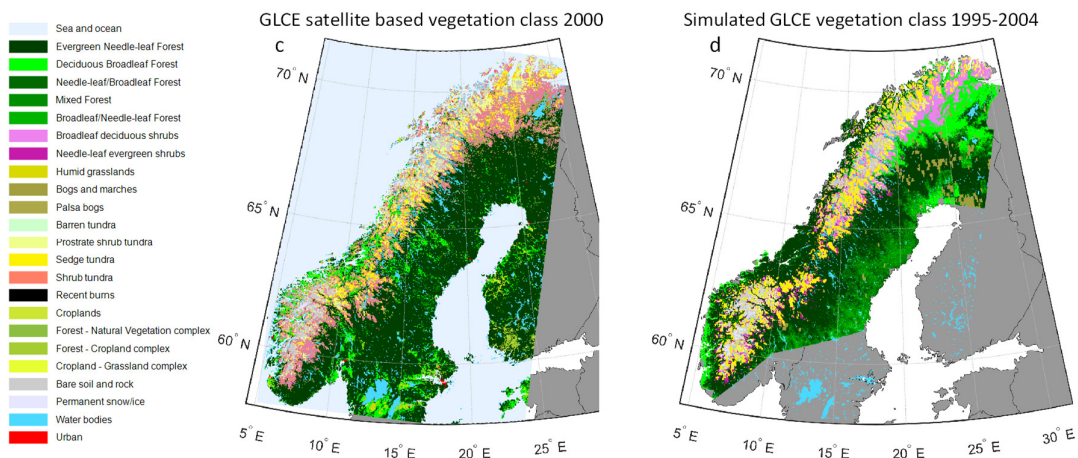 GLCE satellite based vegetation class 2000
Simulated GLCE vegetation class 1995-2004
Sea and ocean
Evergreen Needle-leaf Forest
Deciduous Broadleaf Forest
Needle-leaf/Broadleaf Forest
Mixed Forest
Broadleaf/Needle-leaf Forest
Broadleaf deciduous shrubs
Needle-leaf evergreen shrubs
Humid grasslands
Bogs and marches
Palsa bogs
Barren tundra
Prostrate shrub tundra
Sedge tundra
Shrub tundra
Recent burns
Croplands
Forest - Natural Vegetation complex
Forest - Cropland complex
Cropland - Grassland complex
Bare soil and rock
Permanent snow/ice
Water bodies
Urban
c
70° N
65° N
60° N
5° E
10° E
15° E
20° E
25° E
d
70° N
65° N
60° N
5° E
10° E
15° E
20° E
25° E
30° E